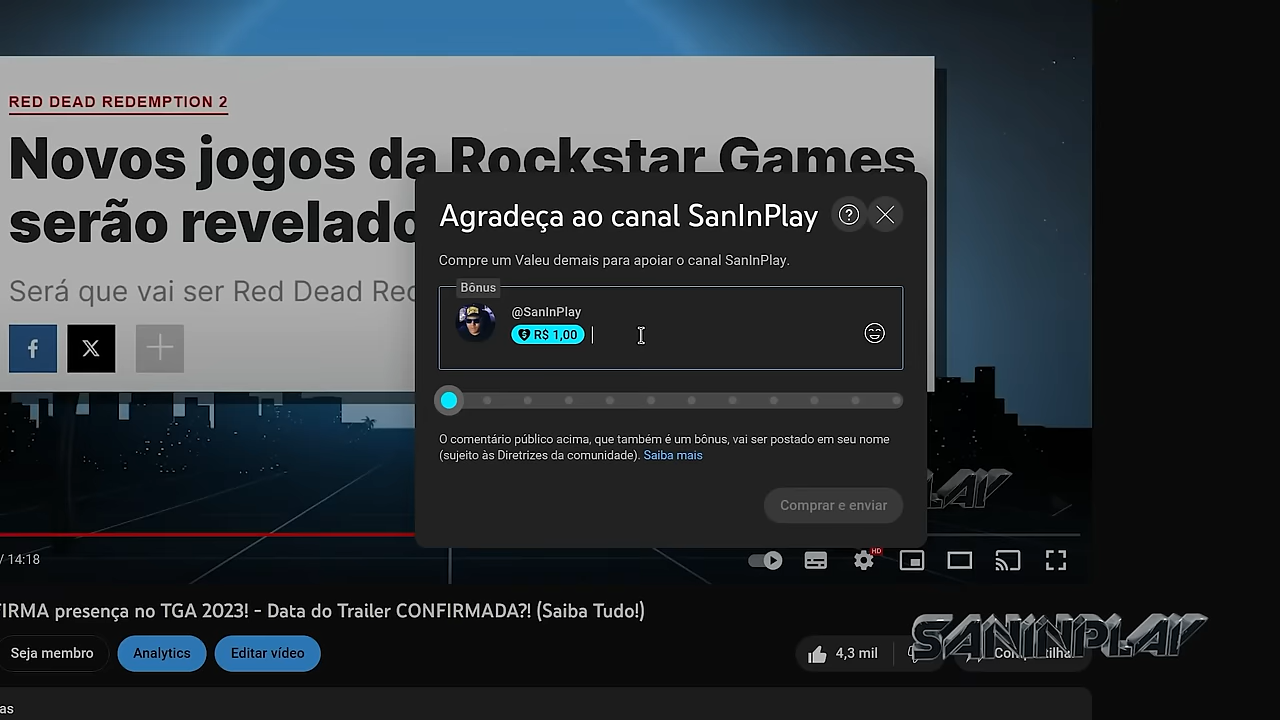 RED DEAD REDEMPTION 2
Novos jogos da Rockstar Games
serão revelado
Será que vai ser Red Dead Rec
f
X
Agradeça ao canal SanInPlay
Compre um Valeu demais para apoiar o canal SanInPlay.
Bônus
@SanInPlay
R$ 1,00
O comentário público acima, que também é um bônus, vai ser postado em seu nome
(sujeito às Diretrizes da comunidade). Saiba mais
Comprar e enviar
LAY
/ 14:18
HD
FIRMA presença no TGA 2023! - Data do Trailer CONFIRMADA?! (Saiba Tudo!)
Seja membro
Analytics
Editar vídeo
4,3 mil
SANINPLAY
as